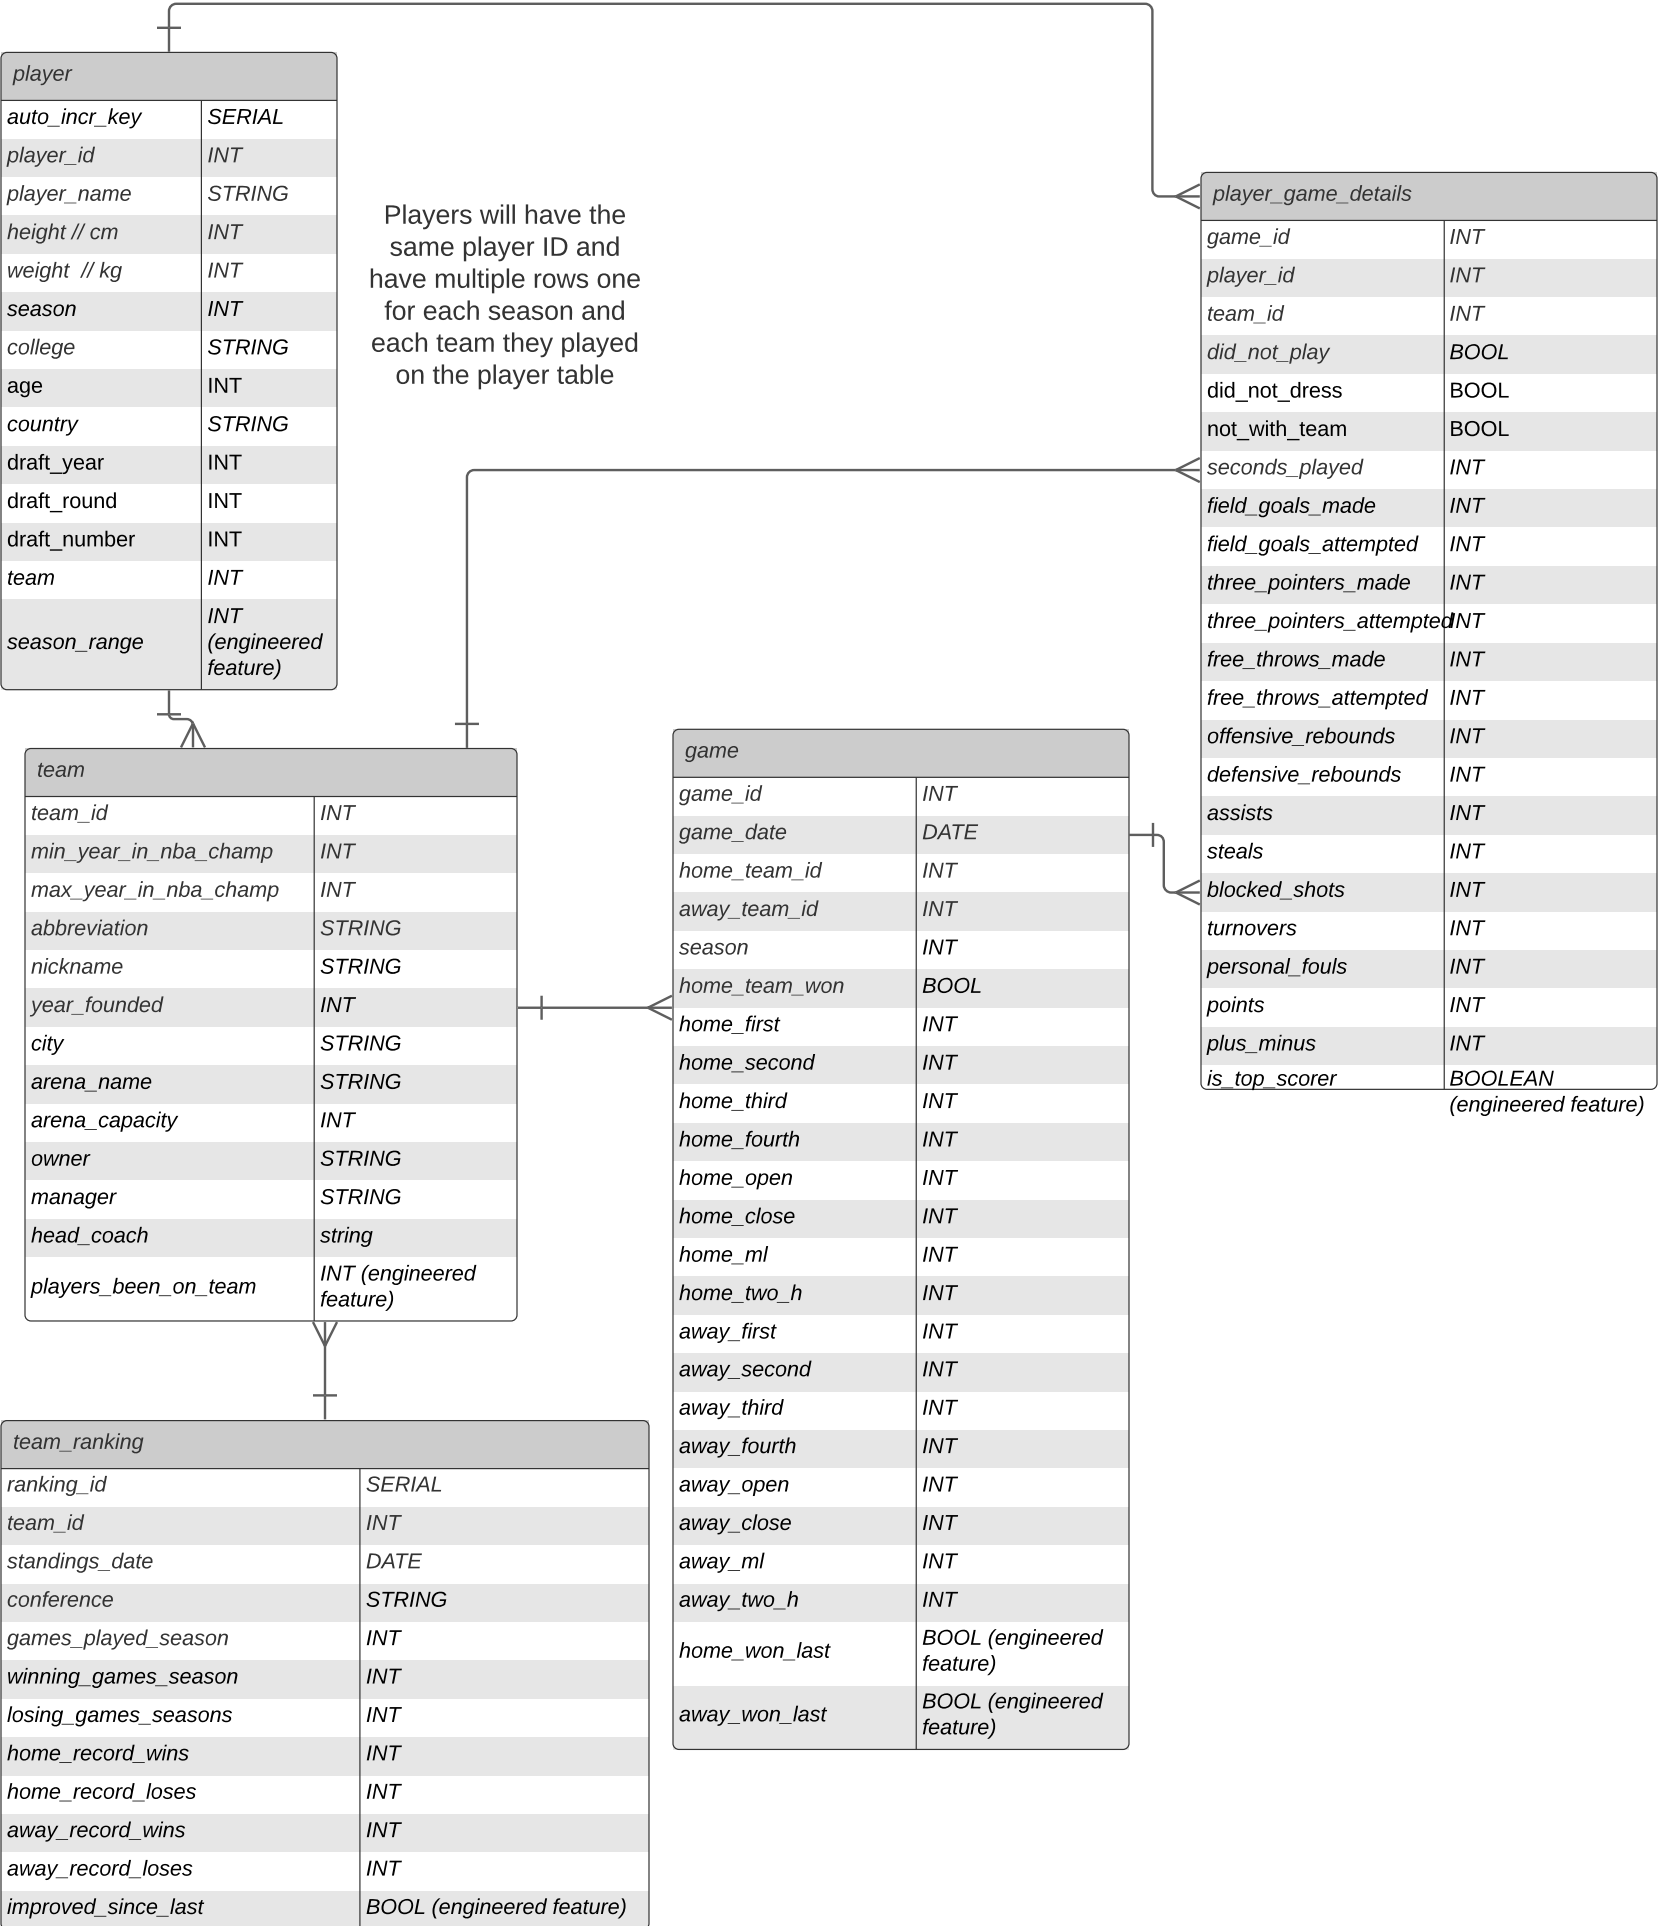 player
auto_incr_key SERIAL
player_id INT
player_name STRING
height // cm INT
weight // kg INT
season INT
college STRING
age INT
country STRING
draft_year INT
draft_round INT
draft_number INT
team INT
season_range INT
(engineered
feature)
Players will have the
same player ID and
have multiple rows one
for each season and
each team they played
on the player table
player_game_details
game_id INT
player_id INT
team_id INT
did_not_play BOOL
did_not_dress BOOL
not_with_team BOOL
seconds_played INT
field_goals_made INT
field_goals_attempted INT
three_pointers_made INT
three_pointers_attempted INT
free_throws_made INT
free_throws_attempted INT
offensive_rebounds INT
defensive_rebounds INT
assists INT
steals INT
blocked_shots INT
turnovers INT
personal_fouls INT
points INT
plus_minus INT
is_top_scorer BOOLEAN
(engineered feature)
team
team_id INT
min_year_in_nba_champ INT
max_year_in_nba_champ INT
abbreviation STRING
nickname STRING
year_founded INT
city STRING
arena_name STRING
arena_capacity INT
owner STRING
manager STRING
head_coach string
players_been_on_team INT (engineered
feature)
game
game_id INT
game_date DATE
home_team_id INT
away_team_id INT
season INT
home_team_won BOOL
home_first INT
home_second INT
home_third INT
home_fourth INT
home_open INT
home_close INT
home_ml INT
home_two_h INT
away_first INT
away_second INT
away_third INT
away_fourth INT
away_open INT
away_close INT
away_ml INT
away_two_h INT
home_won_last BOOL (engineered
feature)
away_won_last BOOL (engineered
feature)
team_ranking
ranking_id SERIAL
team_id INT
standings_date DATE
conference STRING
games_played_season INT
winning_games_season INT
losing_games_seasons INT
home_record_wins INT
home_record_loses INT
away_record_wins INT
away_record_loses INT
improved_since_last BOOL (engineered feature)